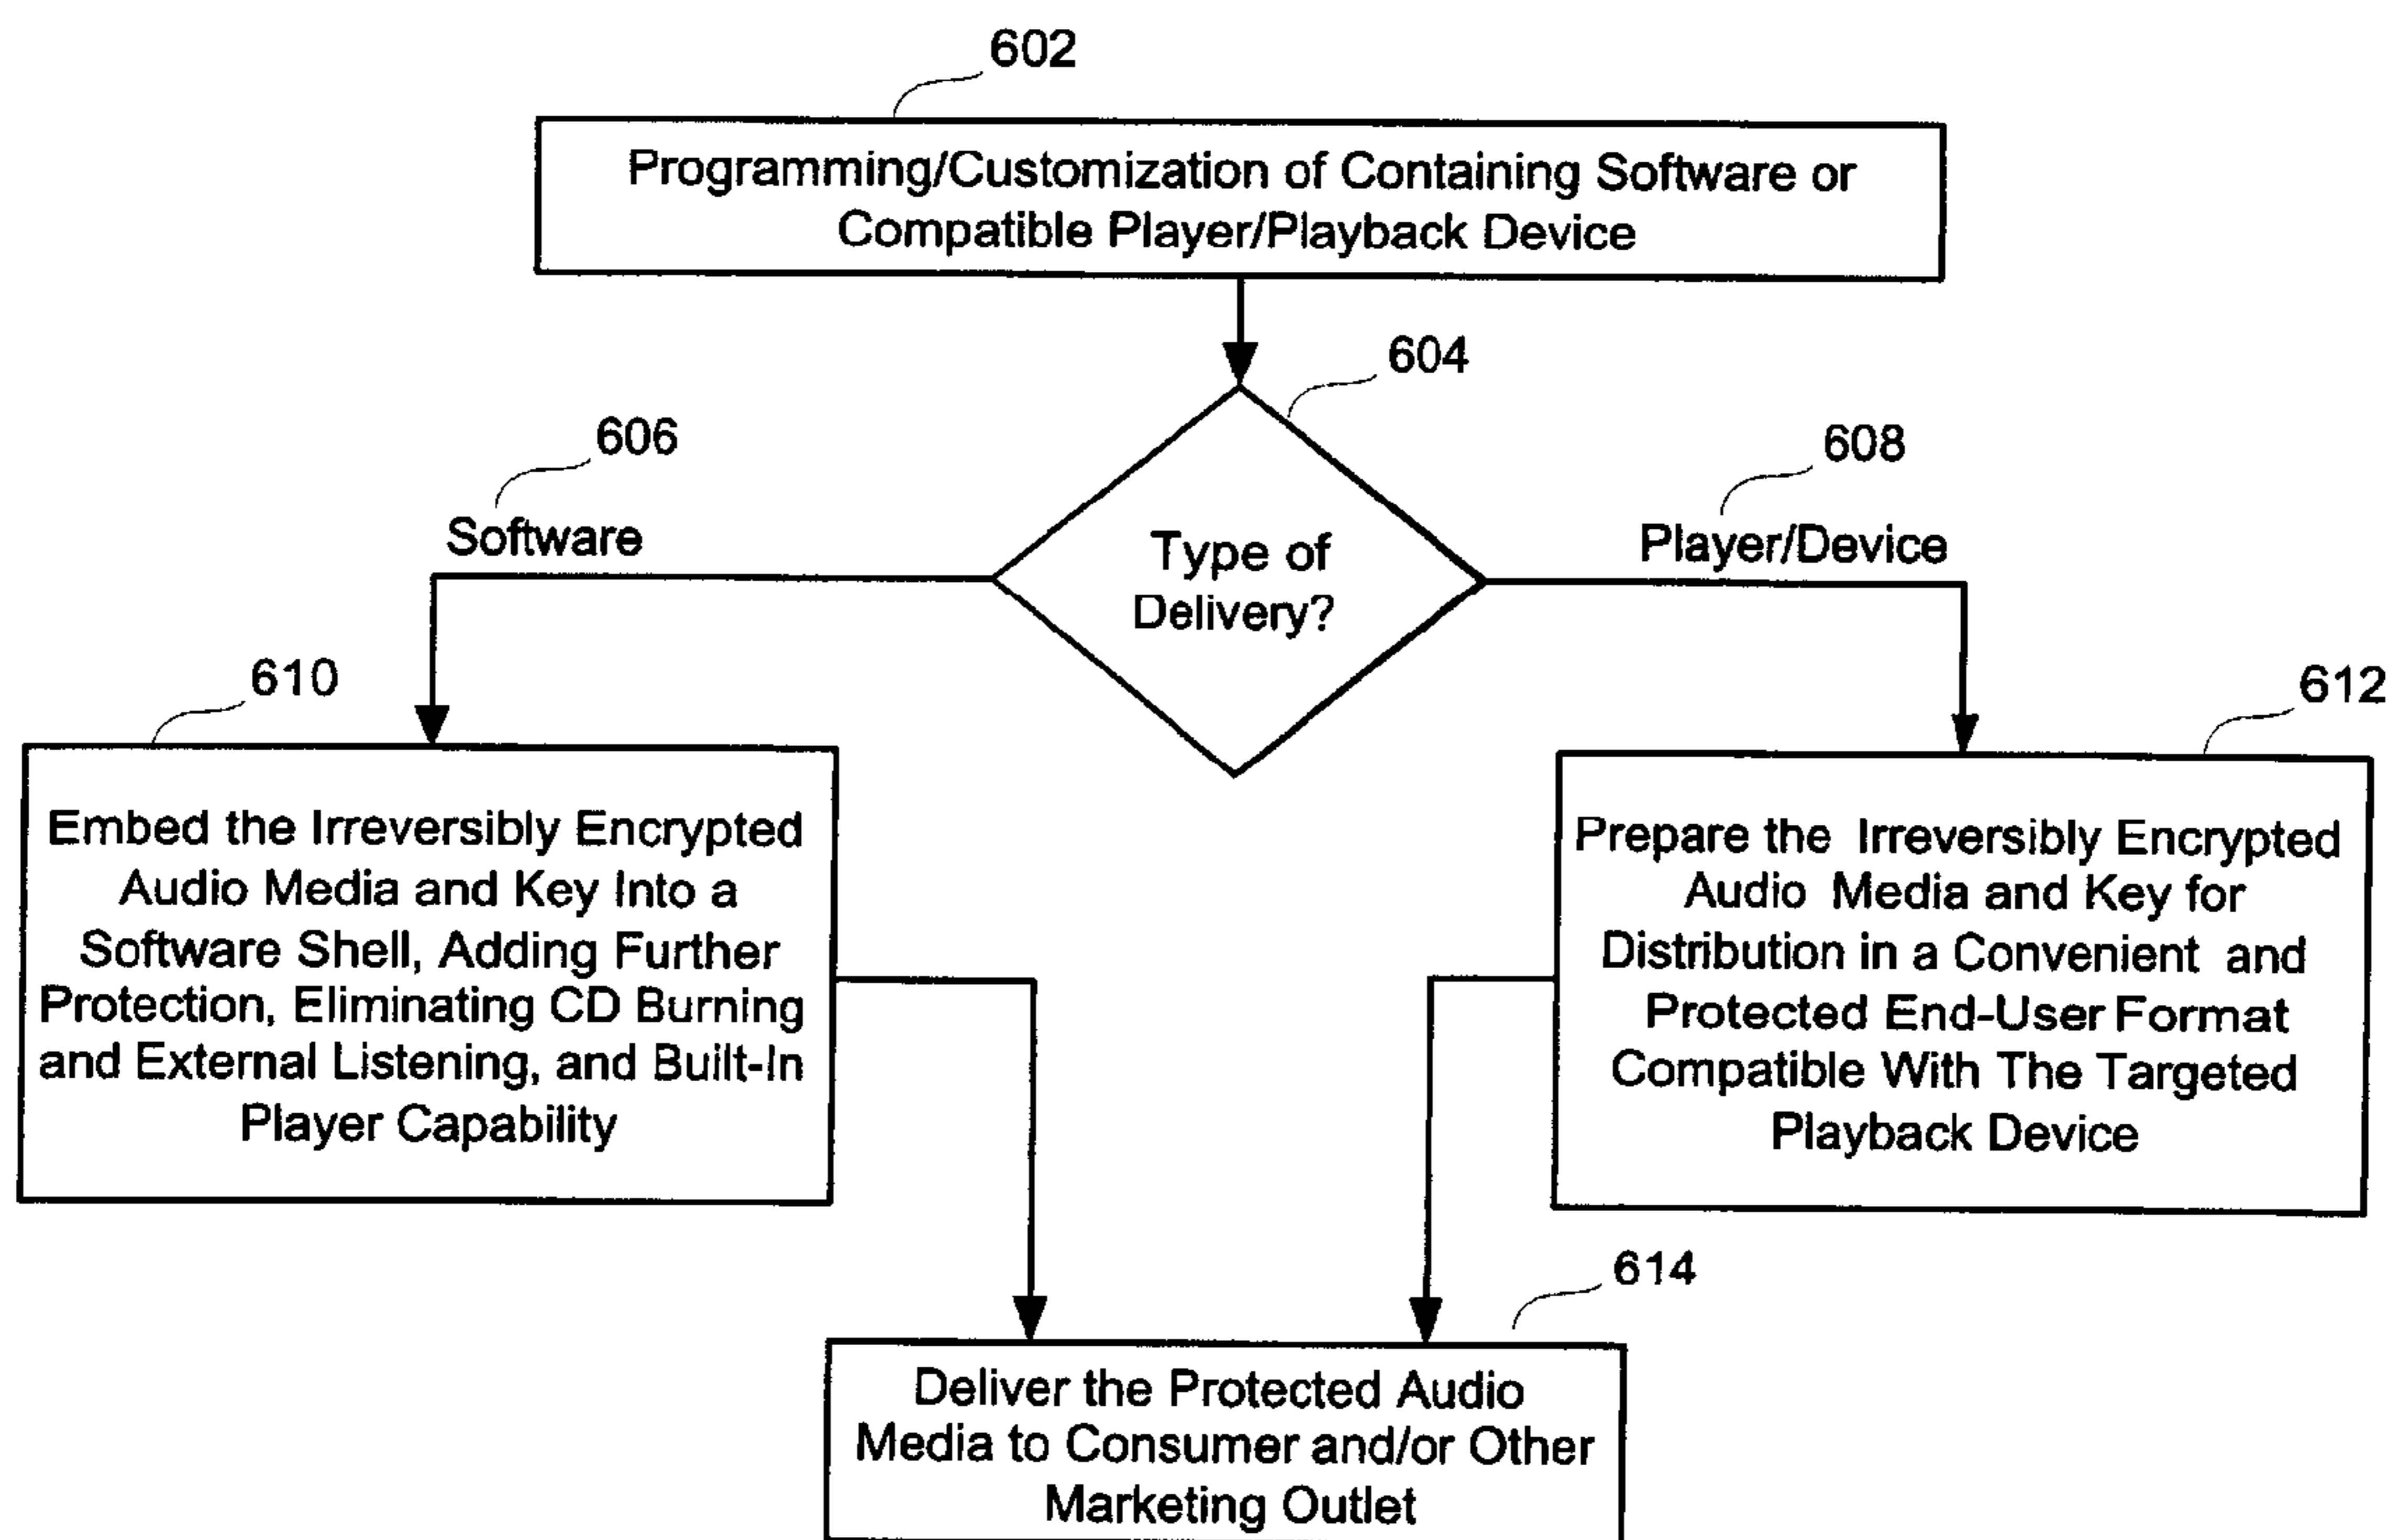 602
Programming/Customization of Containing Software or
Compatible Player/Playback Device
604
606
608
Software
Player/Device
Type of
Delivery?
610
612
Embed the Irreversibly Encrypted
Audio Media and Key Into a
Software Shell, Adding Further
Protection, Eliminating CD Burning
and External Listening, and Built-In
Player Capability
Prepare the Irreversibly Encrypted
Audio Media and Key for
Distribution in a Convenient and
Protected End-User Format
Compatible With The Targeted
Playback Device
614
Deliver the Protected Audio
Media to Consumer and/or Other
Marketing Outlet